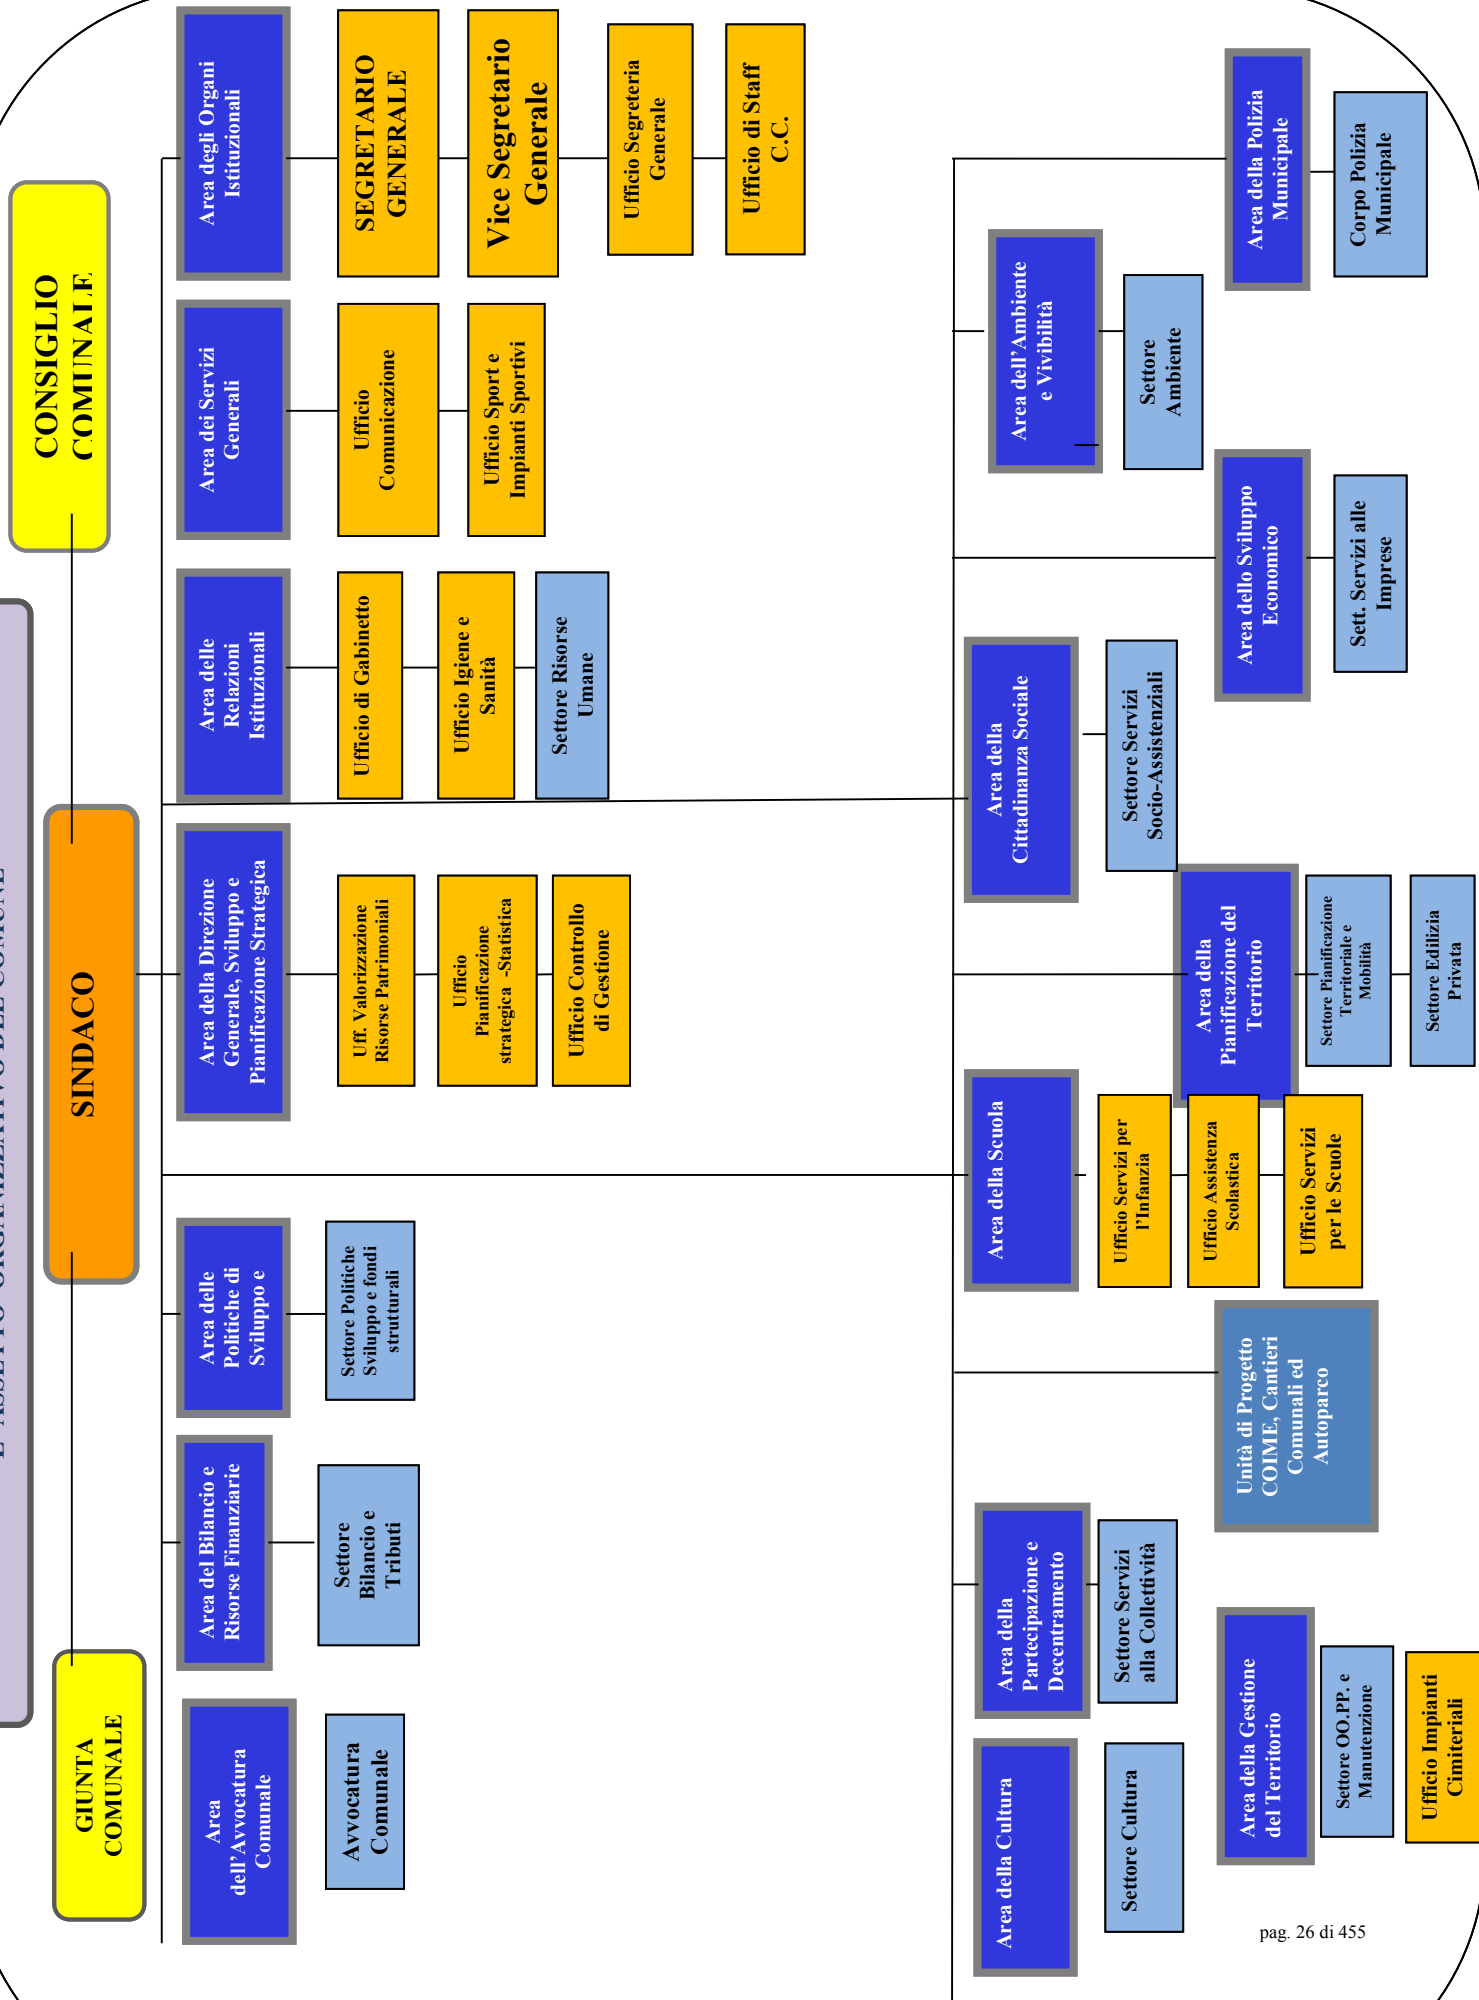 E ASSETTO ORGANIZZATIVO DEL COMUNE
GIUNTA
COMUNALE
SINDACO
CONSIGLIO
COMUNALE
Area
dell'Avvocatura
Comunale
Avvocatura
Comunale
Area del Bilancio e
Risorse Finanziarie
Settore
Bilancio e
Tributi
Area delle
Politiche di
Sviluppo e
Settore Politiche
Sviluppo e fondi
strutturali
Area della Direzione
Generale, Sviluppo e
Pianificazione Strategica
Uff. Valorizzazione
Risorse Patrimoniali
Ufficio
Pianificazione
strategica -Statistica
Ufficio Controllo
di Gestione
Area delle
Relazioni
Istituzionali
Ufficio di Gabinetto
Ufficio Igiene e
Sanità
Settore Risorse
Umane
Area dei Servizi
Generali
Ufficio
Comunicazione
Ufficio Sport e
Impianti Sportivi
Area degli Organi
Istituzionali
SEGRETARIO
GENERALE
Vice Segretario
Generale
Ufficio Segreteria
Generale
Ufficio di Staff
C.C.
Area della Cultura
Settore Cultura
Area della Gestione
del Territorio
Settore OO.PP. e
Manutenzione
Ufficio Impianti
Cimiteriali
Area della
Partecipazione e
Decentramento
Settore Servizi
alla Collettività
Unità di Progetto
COIME, Cantieri
Comunali ed
Autoparco
Area della Scuola
Ufficio Servizi per
l'Infanzia
Ufficio Assistenza
Scolastica
Ufficio Servizi
per le Scuole
Area della
Pianificazione del
Territorio
Settore Pianificazione
Territoriale e
Mobilità
Settore Edilizia
Privata
Area della
Cittadinanza Sociale
Settore Servizi
Socio-Assistenziali
Area dello Sviluppo
Economico
Sett. Servizi alle
Imprese
Area dell'Ambiente
e Vivibilità
Settore
Ambiente
Area della Polizia
Municipale
Corpo Polizia
Municipale
pag. 26 di 455